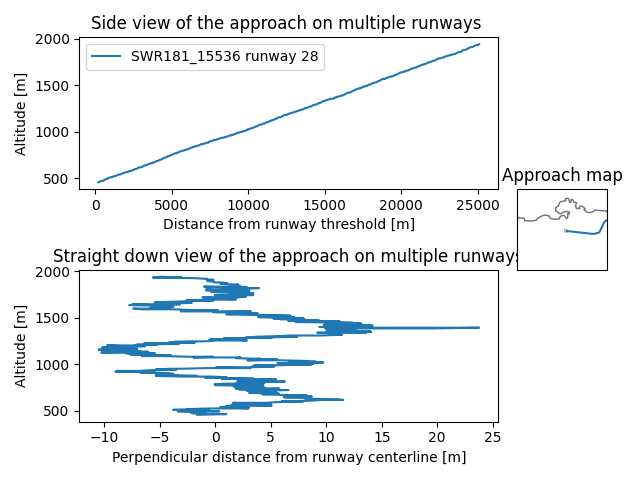 Side view of the approach on multiple runways
2000
1500
1000
500
Altitude [m]
SWR181_15536 runway 28
0
5000
10000
15000
20000
25000
Distance from runway threshold [m]
Approach map
Straight down view of the approach on multiple runways
2000
1500
1000
500
Altitude [m]
−10
−5
0
5
10
15
20
25
Perpendicular distance from runway centerline [m]